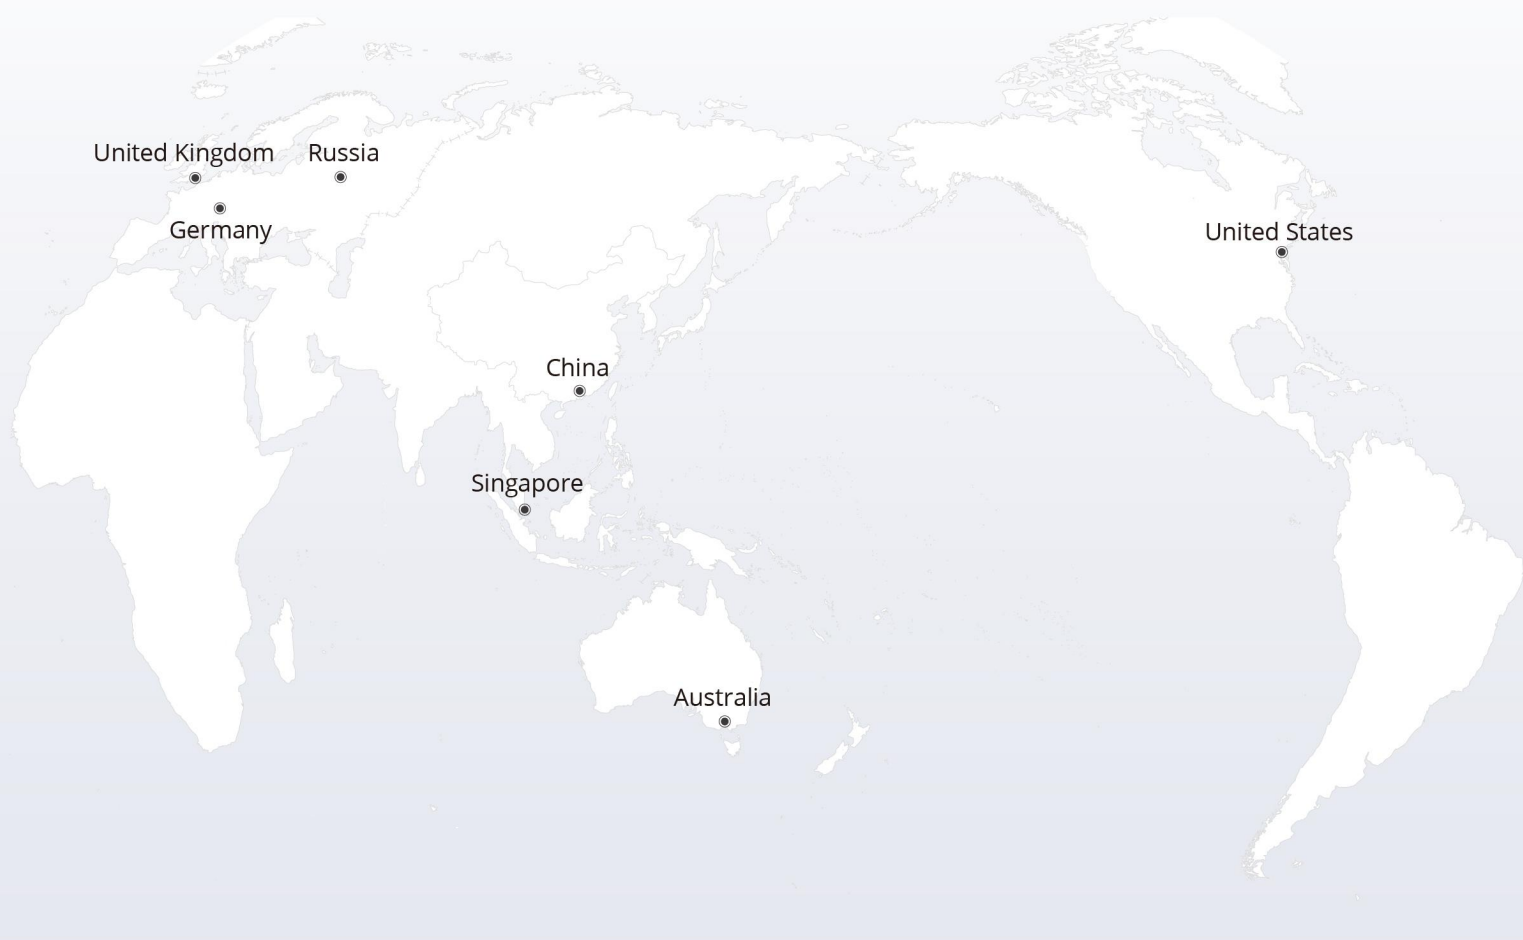 United Kingdom
Russia
Germany
United States
China
Singapore
Australia